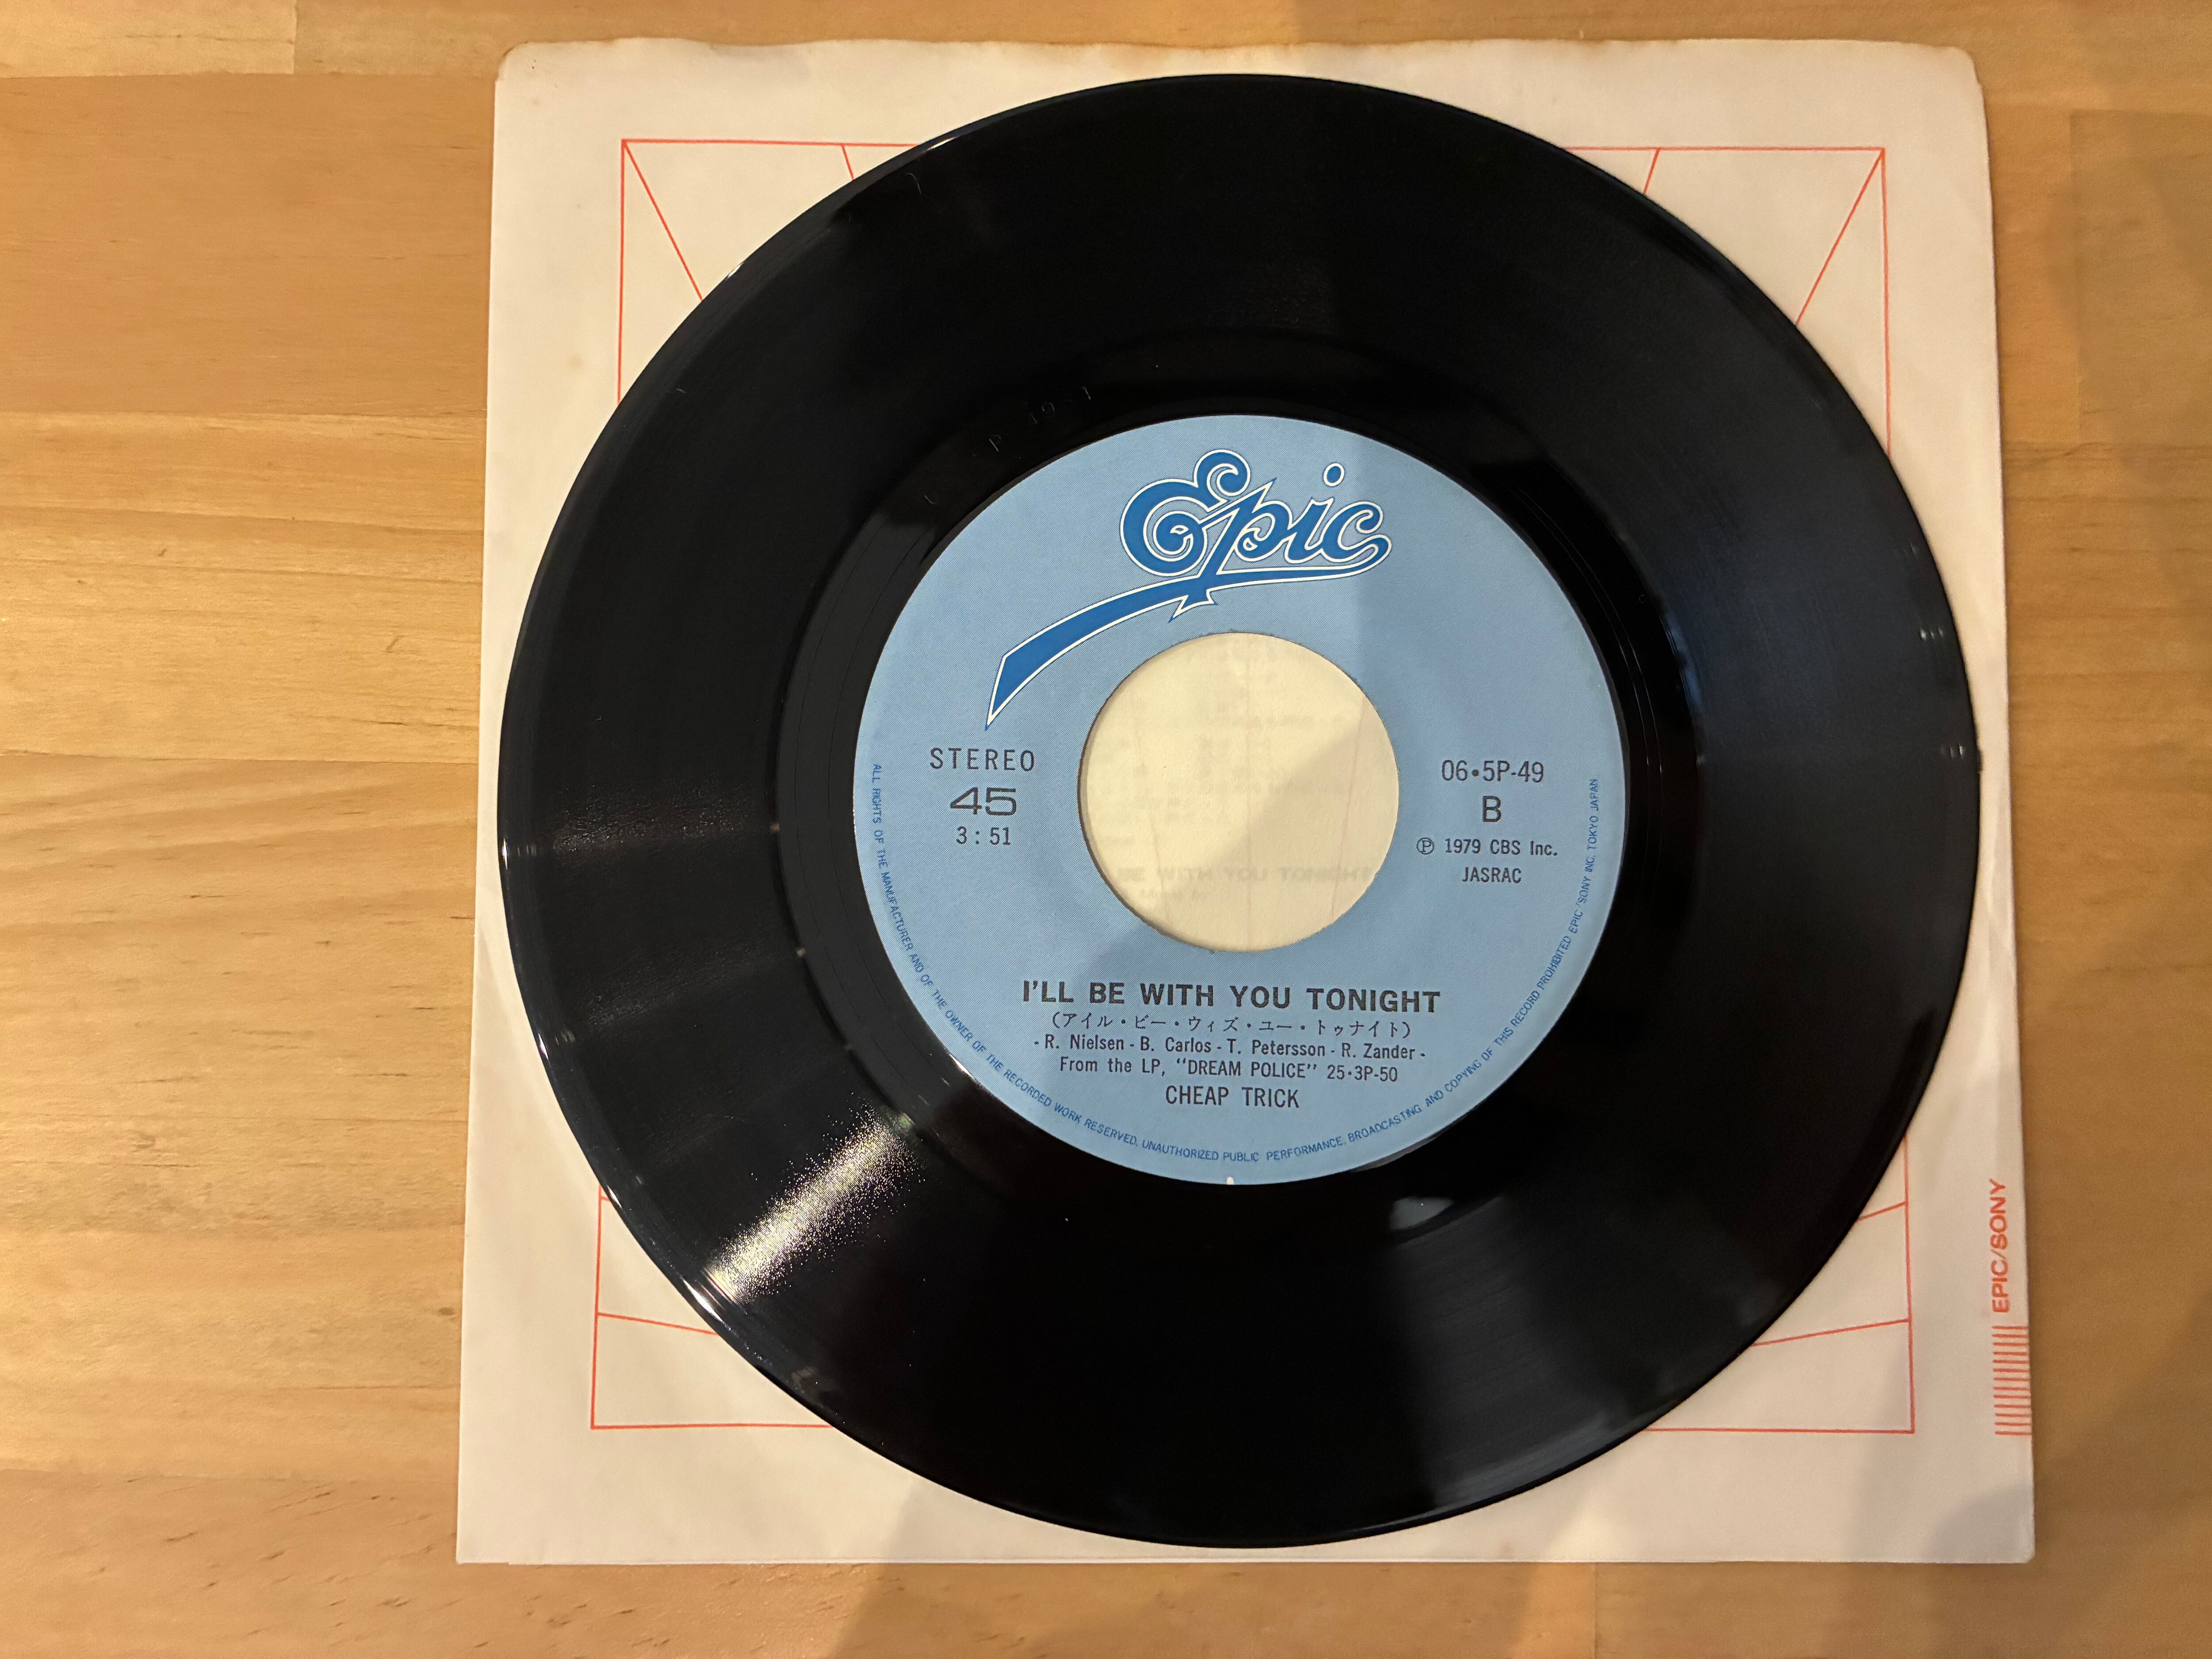 Epic
STEREO
45
3:51
06•5P-49
B
Ⓟ 1979 CBS Inc.
JASRAC
I'LL BE WITH YOU TONIGHT
(アイル・ビー・ウィズ・ユー・トゥナイト)
- R. Nielsen - B. Carlos - T. Petersson - R. Zander -
From the LP, “DREAM POLICE” 25•3P-50
CHEAP TRICK
ALL RIGHTS OF THE MANUFACTURER AND OF THE OWNER OF THE RECORDED WORK RESERVED. UNAUTHORIZED PUBLIC PERFORMANCE, BROADCASTING AND COPYING OF THIS RECORD PROHIBITED EPIC/SONY INC. TOKYO JAPAN
BE WITH YOU TONIGHT
EPIC/SONY